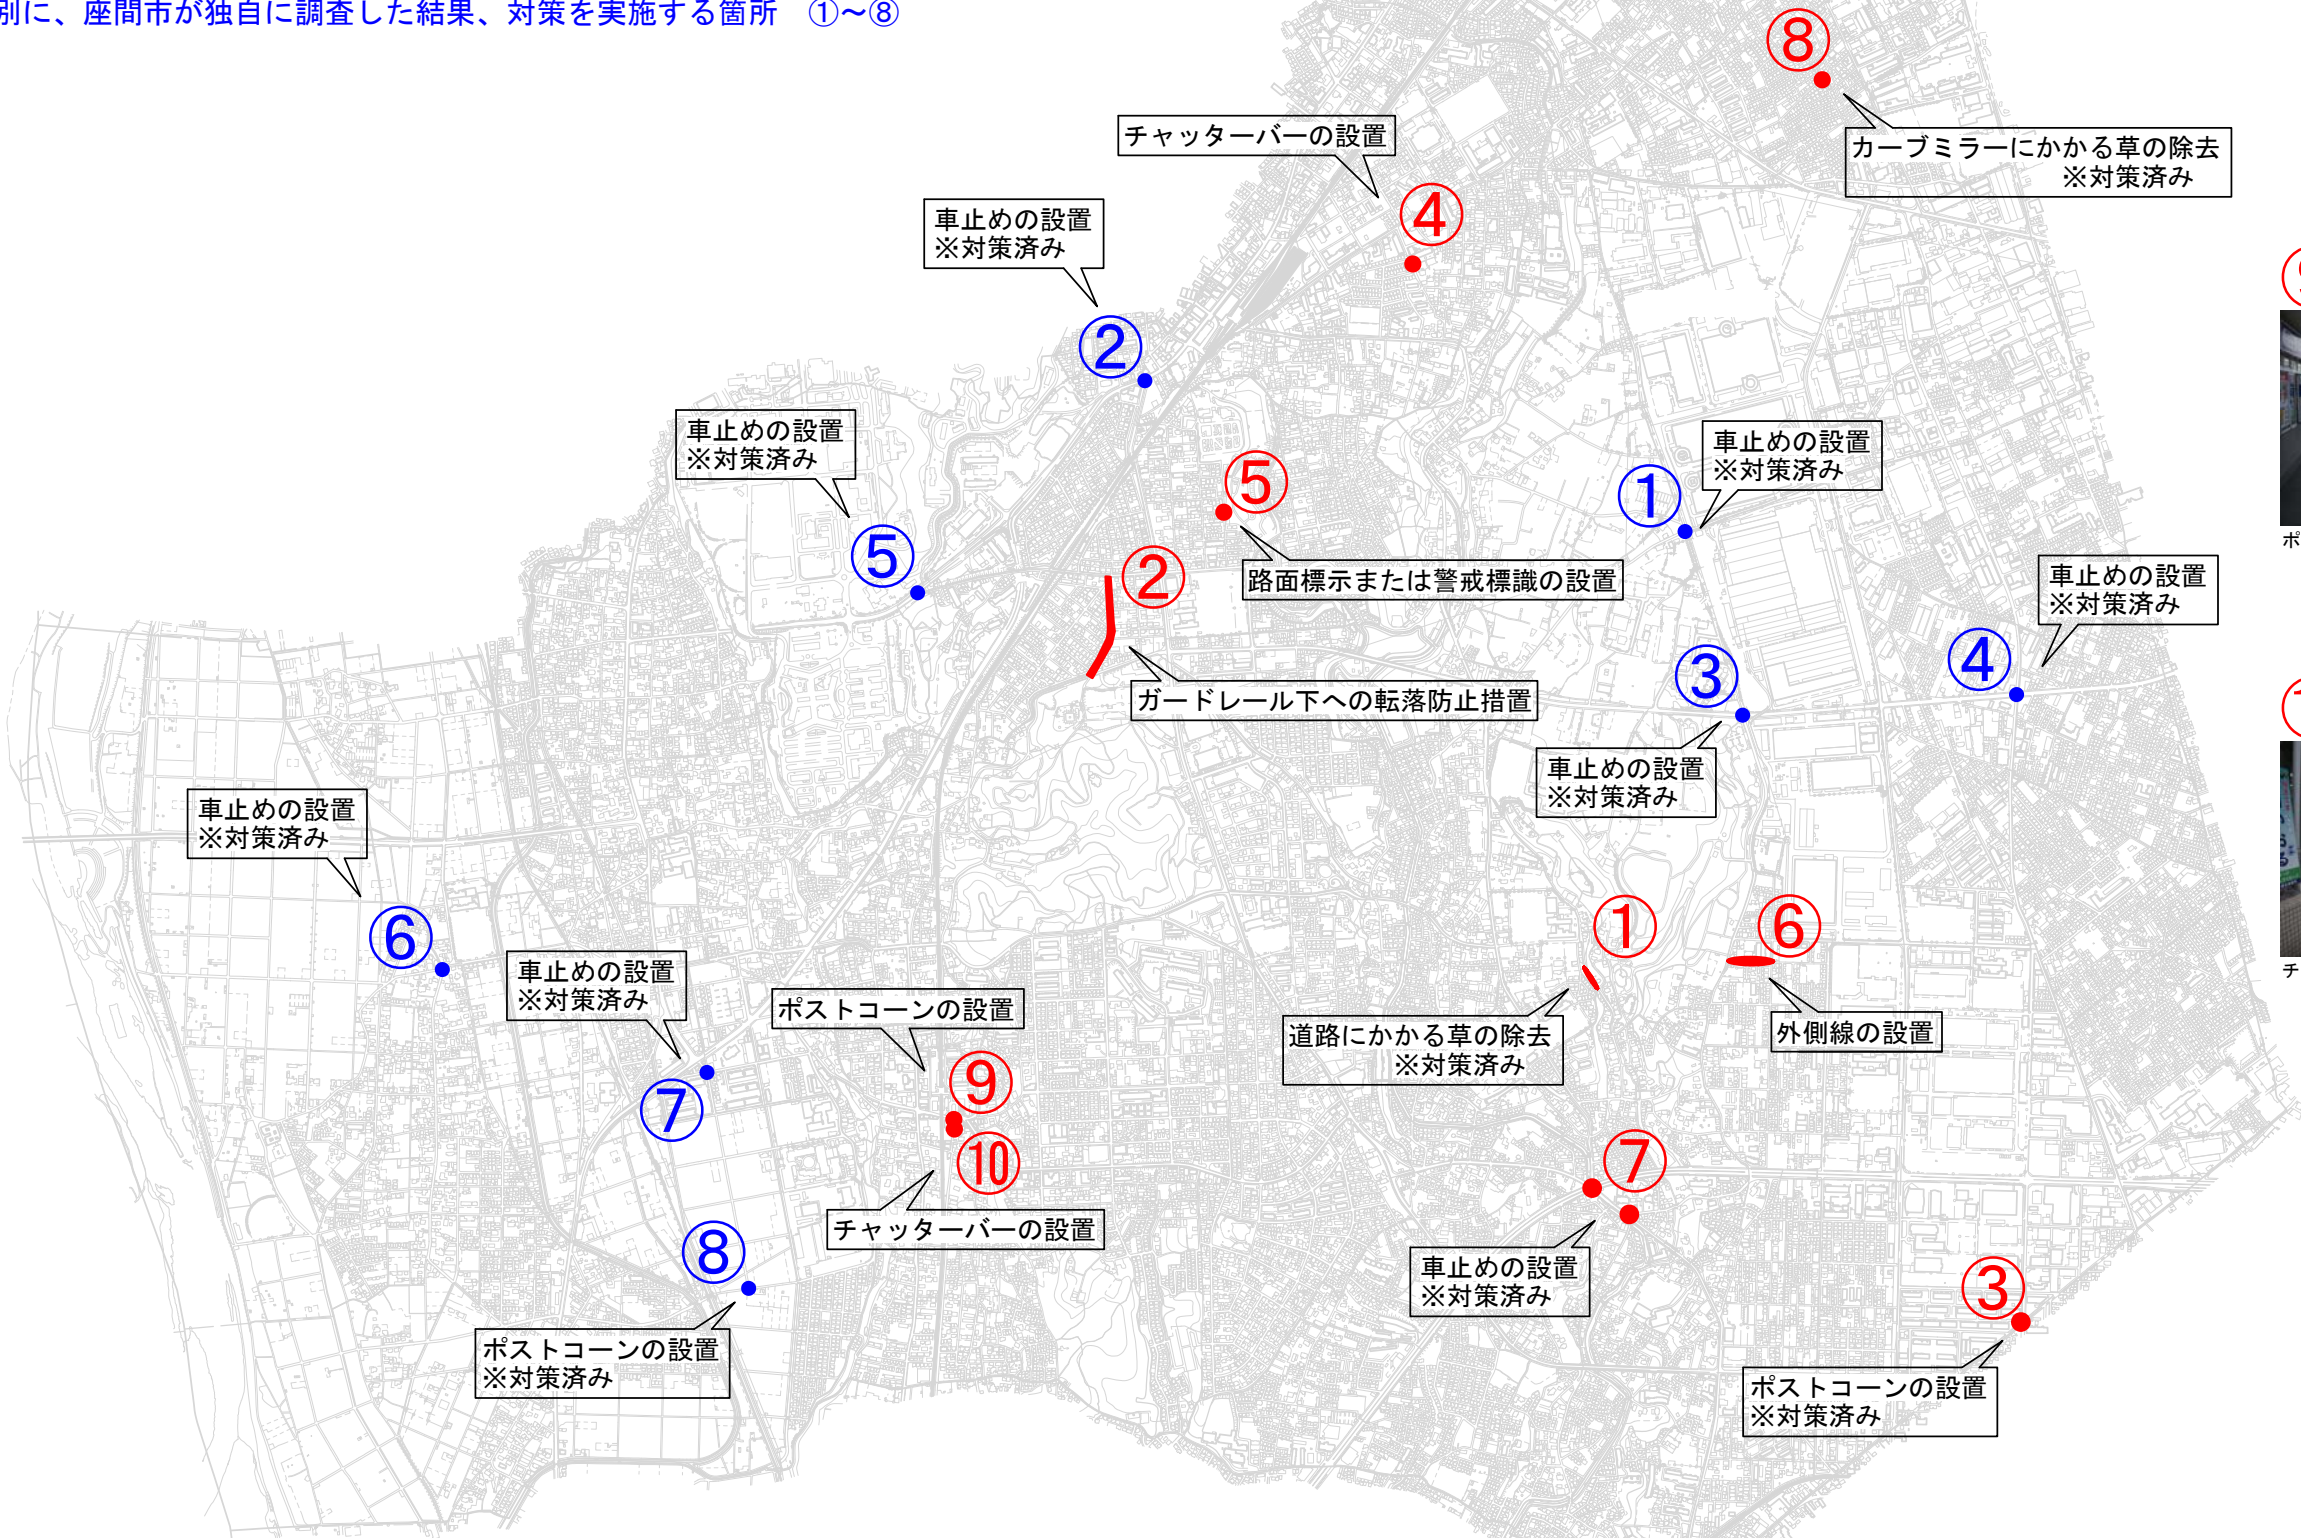 別に、座間市が独自に調査した結果、対策を実施する箇所　①～⑧
⑧
カーブミラーにかかる草の除去
※対策済み
チャッターバーの設置
④
車止めの設置
※対策済み
②
車止めの設置
※対策済み
⑤
⑤
路面標示または警戒標識の設置
車止めの設置
※対策済み
①
②
ガードレール下への転落防止措置
車止めの設置
※対策済み
④
③
車止めの設置
※対策済み
車止めの設置
※対策済み
⑥
車止めの設置
※対策済み
⑦
ポストコーンの設置
⑨
⑩
チャッターバーの設置
①
道路にかかる草の除去
※対策済み
⑥
外側線の設置
⑦
車止めの設置
※対策済み
⑧
ポストコーンの設置
※対策済み
③
ポストコーンの設置
※対策済み
ポ
チ